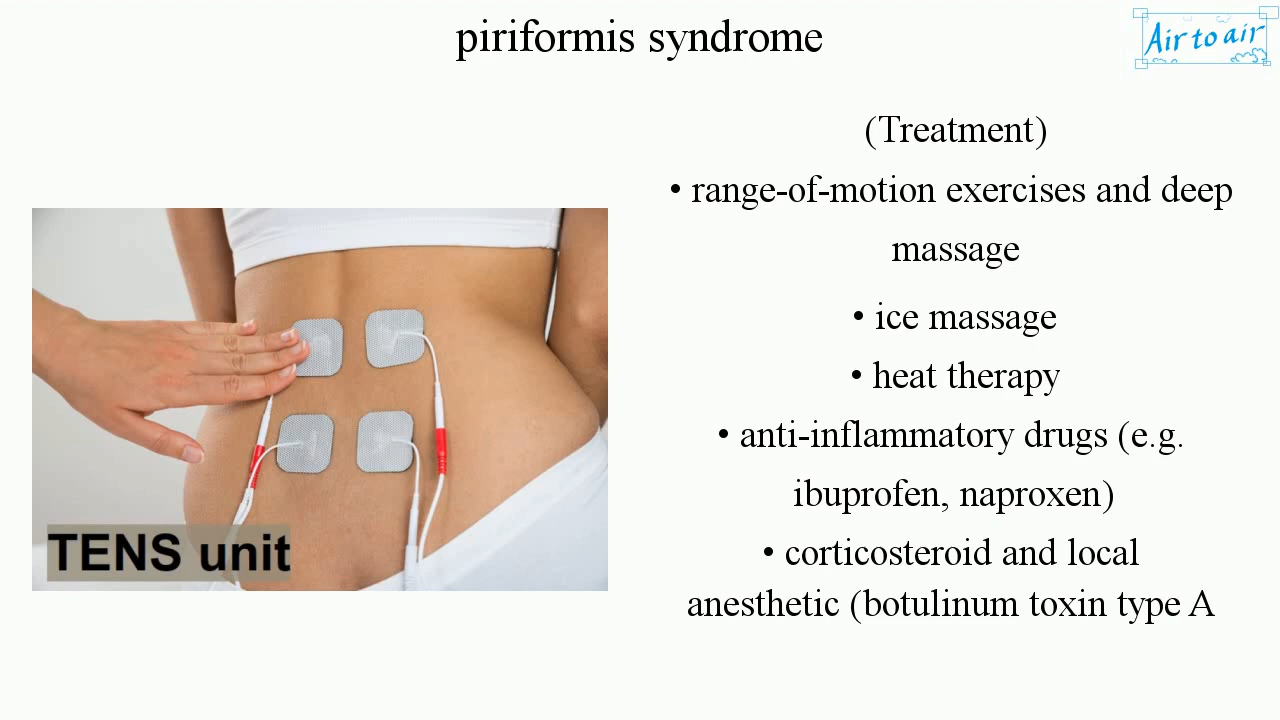 piriformis syndrome
Air to air
(Treatment)
• range-of-motion exercises and deep
massage
• ice massage
• heat therapy
• anti-inflammatory drugs (e.g.
ibuprofen, naproxen)
• corticosteroid and local
anesthetic (botulinum toxin type A
TENS unit